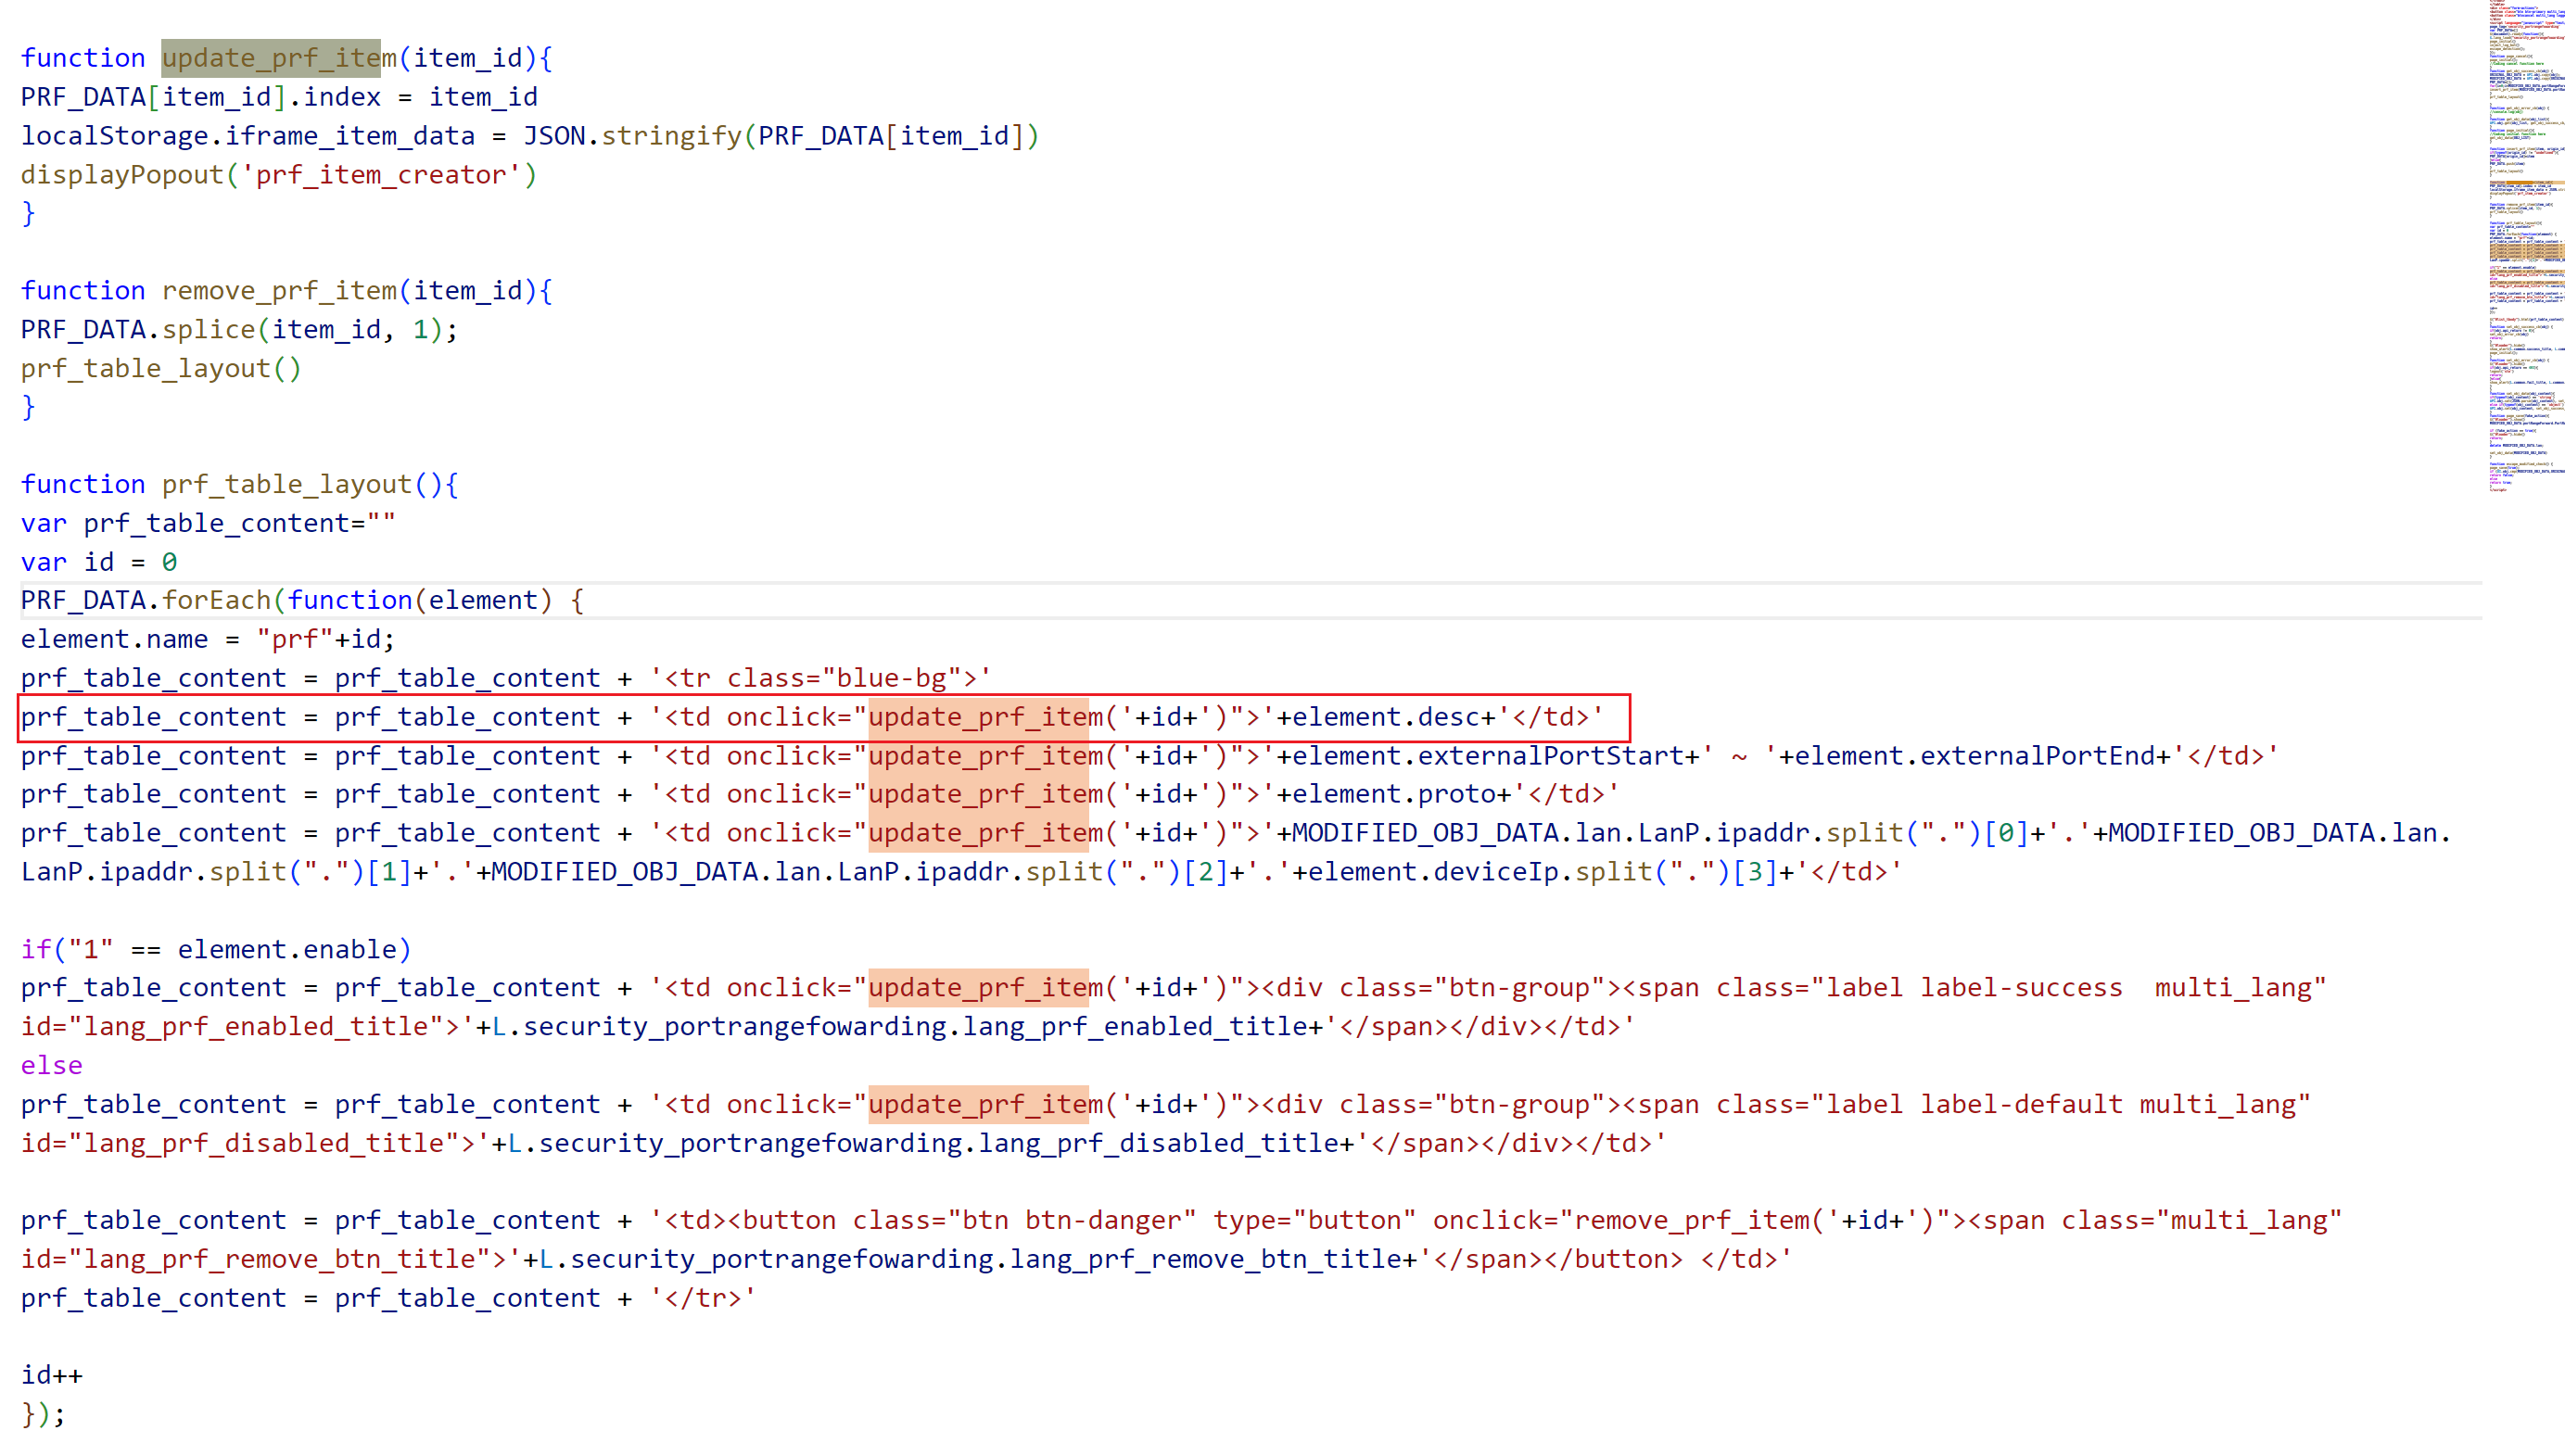 function update_prf_item(item_id){
PRF_DATA[item_id].index = item_id
localStorage.iframe_item_data = JSON.stringify(PRF_DATA[item_id])
displayPopout('prf_item_creator')
}
function remove_prf_item(item_id){
PRF_DATA.splice(item_id, 1);
prf_table_layout()
}
function prf_table_layout(){
var prf_table_content=""
var id = 0
PRF_DATA.forEach(function(element) {
element.name = "prf"+id;
prf_table_content = prf_table_content + '<tr class="blue-bg">'
prf_table_content = prf_table_content + '<td onclick="update_prf_item('+id+')">'+element.desc+'</td>'
prf_table_content = prf_table_content + '<td onclick="update_prf_item('+id+')">'+element.externalPortStart+' ~ '+element.externalPortEnd+'</td>'
prf_table_content = prf_table_content + '<td onclick="update_prf_item('+id+')">'+element.proto+'</td>'
prf_table_content = prf_table_content + '<td onclick="update_prf_item('+id+')">'+MODIFIED_OBJ_DATA.lan.LanP.ipaddr.split(".")[0]+'.'+MODIFIED_OBJ_DATA.lan.
LanP.ipaddr.split(".")[1]+'.'+MODIFIED_OBJ_DATA.lan.LanP.ipaddr.split(".")[2]+'.'+element.deviceIp.split(".")[3]+'</td>'
if("1" == element.enable)
prf_table_content = prf_table_content + '<td onclick="update_prf_item('+id+')"><div class="btn-group"><span class="label label-success  multi_lang"
id="lang_prf_enabled_title">'+L.security_portrangefowarding.lang_prf_enabled_title+'</span></div></td>'
else
prf_table_content = prf_table_content + '<td onclick="update_prf_item('+id+')"><div class="btn-group"><span class="label label-default multi_lang"
id="lang_prf_disabled_title">'+L.security_portrangefowarding.lang_prf_disabled_title+'</span></div></td>'
prf_table_content = prf_table_content + '<td><button class="btn btn-danger" type="button" onclick="remove_prf_item('+id+')"><span class="multi_lang"
id="lang_prf_remove_btn_title">'+L.security_portrangefowarding.lang_prf_remove_btn_title+'</span></button> </td>'
prf_table_content = prf_table_content + '</tr>'
id++
});